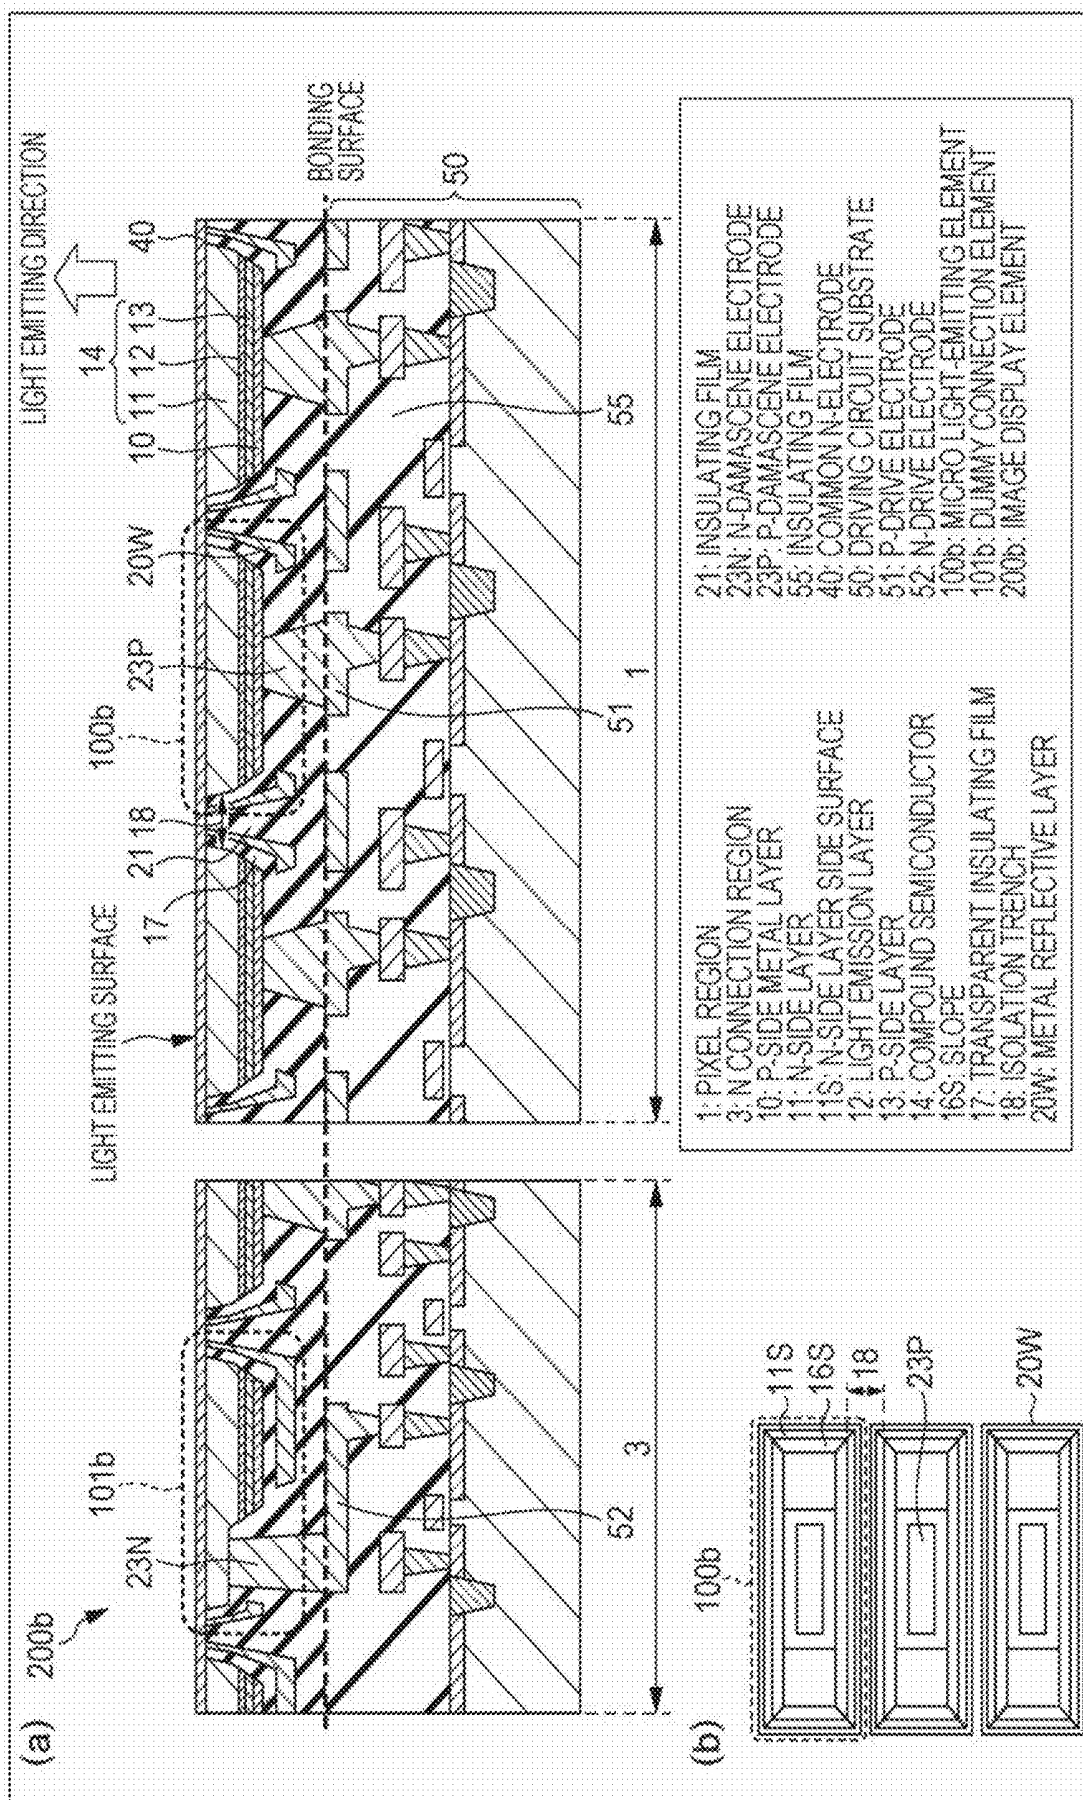 (a)
200b
LIGHT EMITTING SURFACE
LIGHT EMITTING DIRECTION
23N
101b
17
21
18
100b
23P
20W
10
11
12
13
14
40
BONDING
SURFACE
50
52
51
55
3
1
(b)
100b
11S
16S
18
23P
20W
1: PIXEL REGION
3: N CONNECTION REGION
10: P-SIDE METAL LAYER
11: N-SIDE LAYER
11S: N-SIDE LAYER SIDE SURFACE
12: LIGHT EMISSION LAYER
13: P-SIDE LAYER
14: COMPOUND SEMICONDUCTOR
16S: SLOPE
17: TRANSPARENT INSULATING FILM
18: ISOLATION TRENCH
20W: METAL REFLECTIVE LAYER
21: INSULATING FILM
23N: N-DAMASCENE ELECTRODE
23P: P-DAMASCENE ELECTRODE
55: INSULATING FILM
40: COMMON N-ELECTRODE
50: DRIVING CIRCUIT SUBSTRATE
51: P-DRIVE ELECTRODE
52: N-DRIVE ELECTRODE
100b: MICRO LIGHT-EMITTING ELEMENT
101b: DUMMY CONNECTION ELEMENT
200b: IMAGE DISPLAY ELEMENT